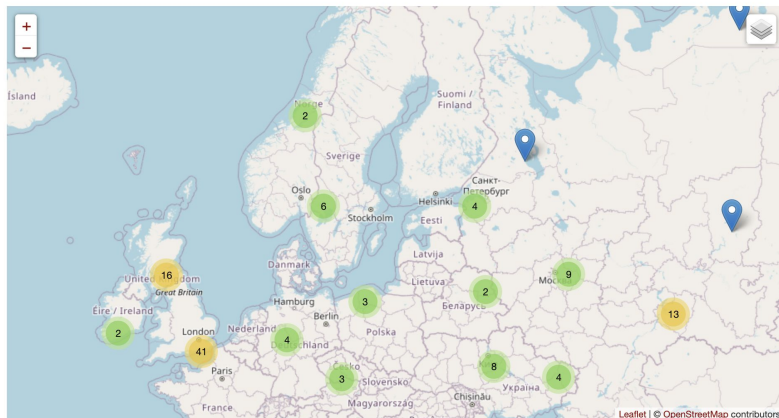 +
−
Ísland
Norge
2
Suomi /
Finland
Sverige
Санкт-
Петербург
Oslo
6
Helsinki
4
Stockholm
Eesti
Latvija
Danmark
16
United Kingdom
Great Britain
Москва
9
Lietuva
2
Беларусь
Hamburg
3
Éire / Ireland
2
13
Berlin
London
Nederland
4
Deutschland
Polska
41
Paris
Česko
3
Slovensko
8
Україна
4
Chișinău
Magyarország
France
Leaflet | © OpenStreetMap contributor